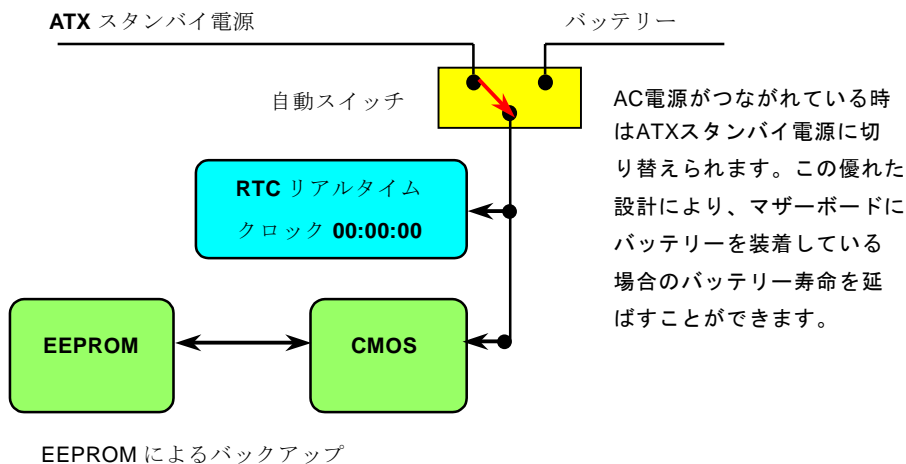 ATX スタンバイ電源
バッテリー
自動スイッチ
AC電源がつながれている時
はATXスタンバイ電源に切
り替えられます。この優れた
設計により、マザーボードに
バッテリーを装着している
場合のバッテリー寿命を延
ばすことができます。
RTC リアルタイム
クロック 00:00:00
EEPROM
CMOS
EEPROM によるバックアップ